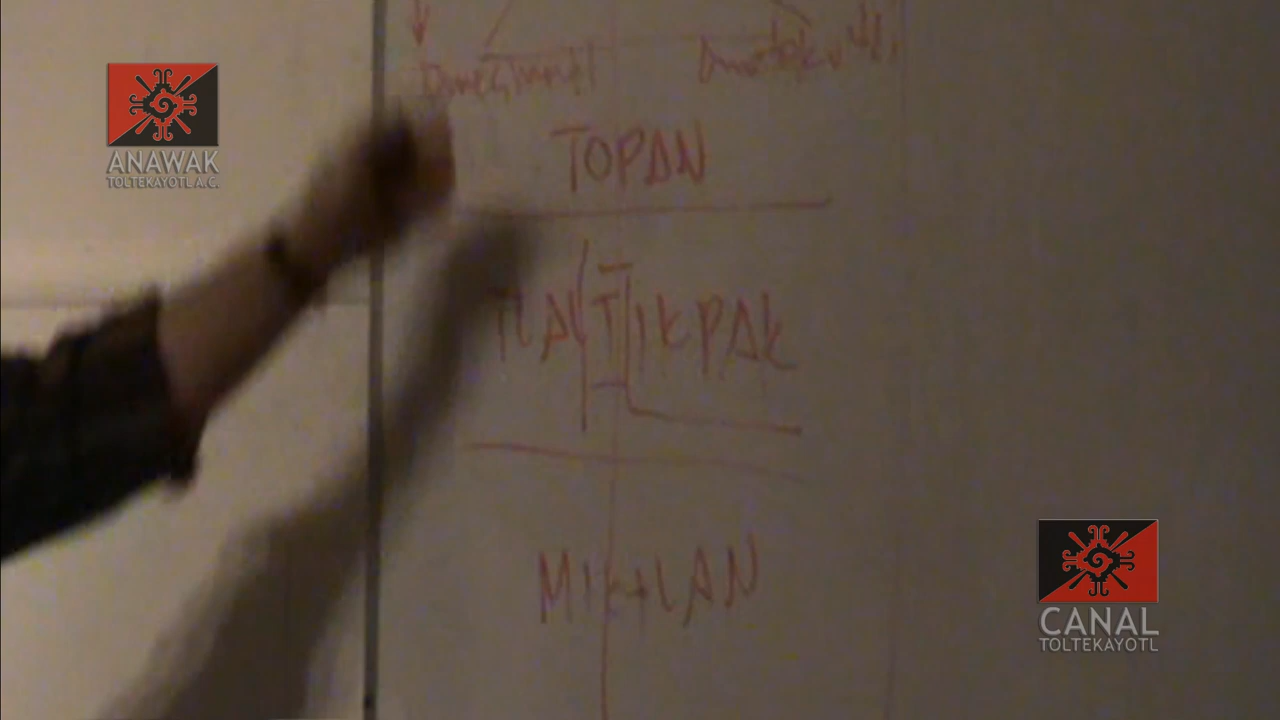 ANAWAK
TOLTEKAYOTL A.C.
TOPAN
TLALTIKPAK
MIKTLAN
CANAL
TOLTEKAYOTL